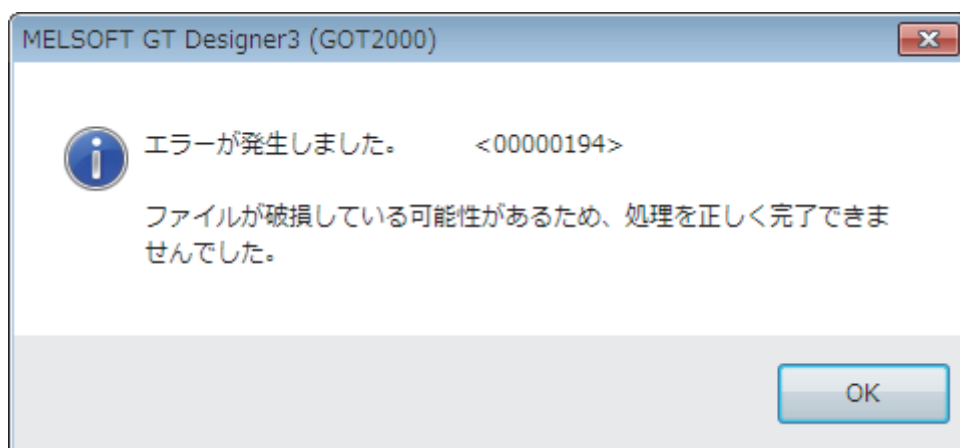 MELSOFT GT Designer3 (GOT2000)
エラーが発生しました。 <00000194>
ファイルが破損している可能性があるため、処理を正しく完了できま
せんでした。
OK